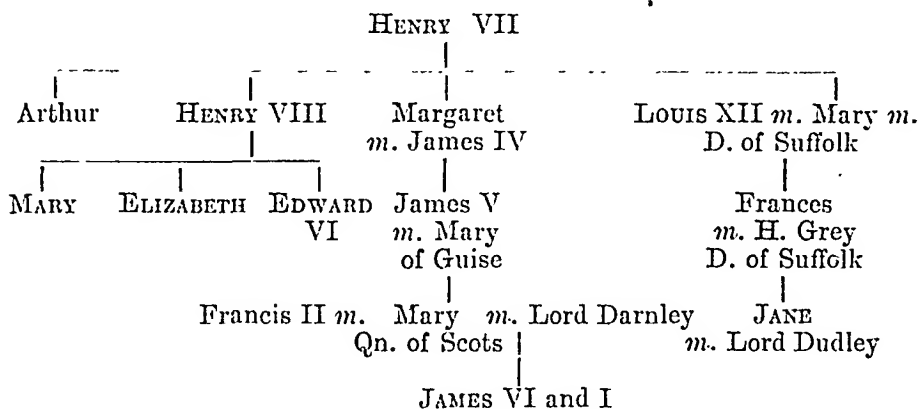 HENRY VII
Arthur HENRY VIII Margaret LOUIS XII m. Mary m.
m. James IV D. of Suffolk
MARY ELIZABETH EDWARD James V Frances
VI m. Mary m. H. Grey
of Guise D. of Suffolk
Francis II m. Mary m. Lord Darnley JANE
Qn. of Scots m. Lord Dudley
JAMES VI and I